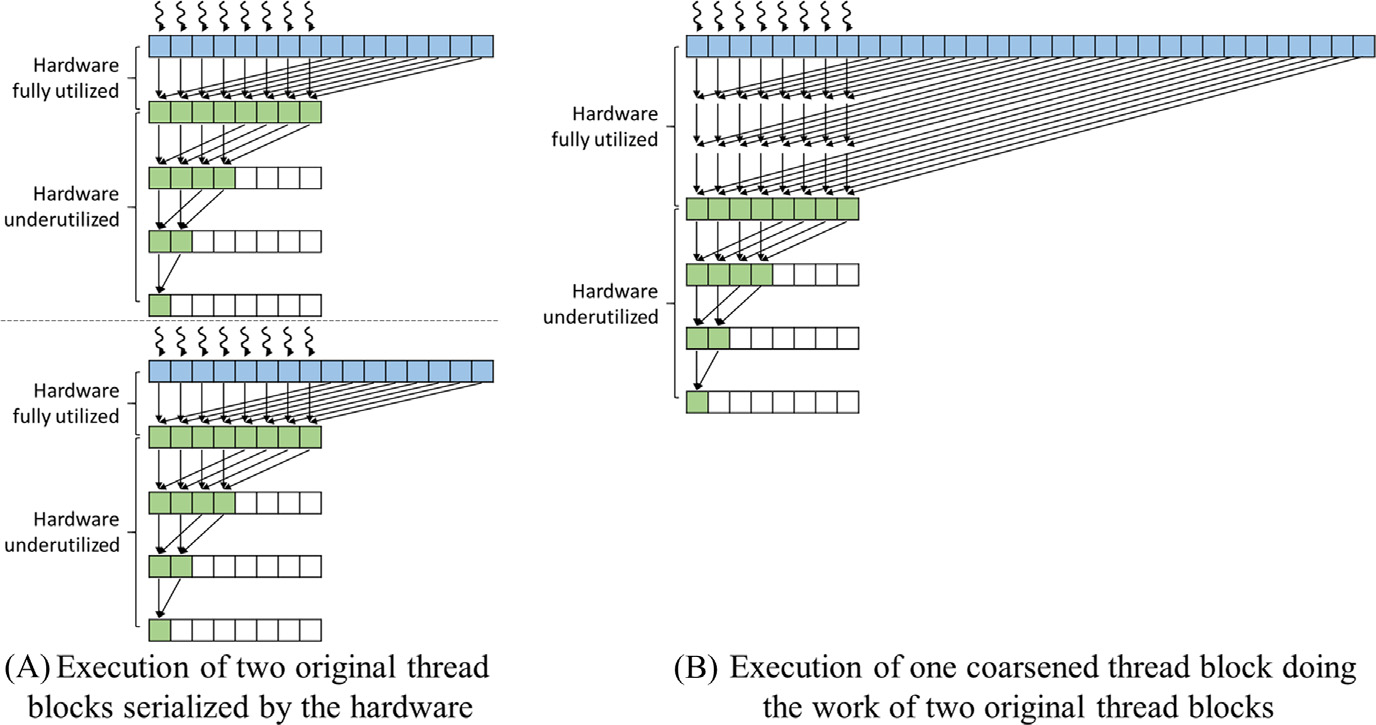 Hardware
fully utilized
Hardware
underutilized
Hardware
fully utilized
Hardware
underutilized
(A) Execution of two original thread
blocks serialized by the hardware
Hardware
fully utilized
Hardware
underutilized
(B) Execution of one coarsened thread block doing
the work of two original thread blocks